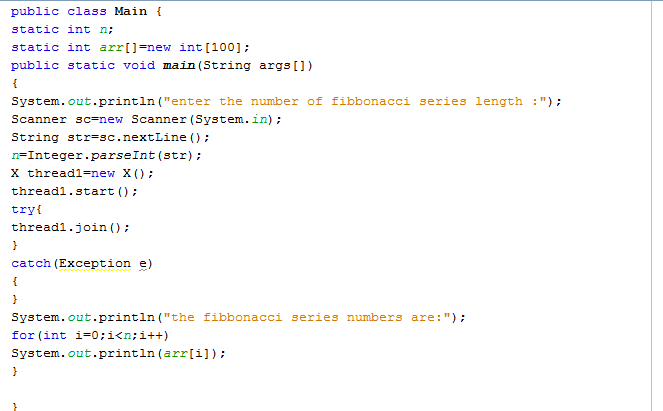 public class Main {
static int n;
static int arr[]=new int[100];
public static void main(String args[])
{
System.out.println("enter the number of fibbonacci series length :");
Scanner sc=new Scanner(System.in);
String str=sc.nextLine();
n=Integer.parseInt(str);
X thread1=new X();
thread1.start();
try{
thread1.join();
}
catch(Exception e)
{
}
System.out.println("the fibbonacci series numbers are:");
for(int i=0;i<n;i++)
System.out.println(arr[i]);
}
}